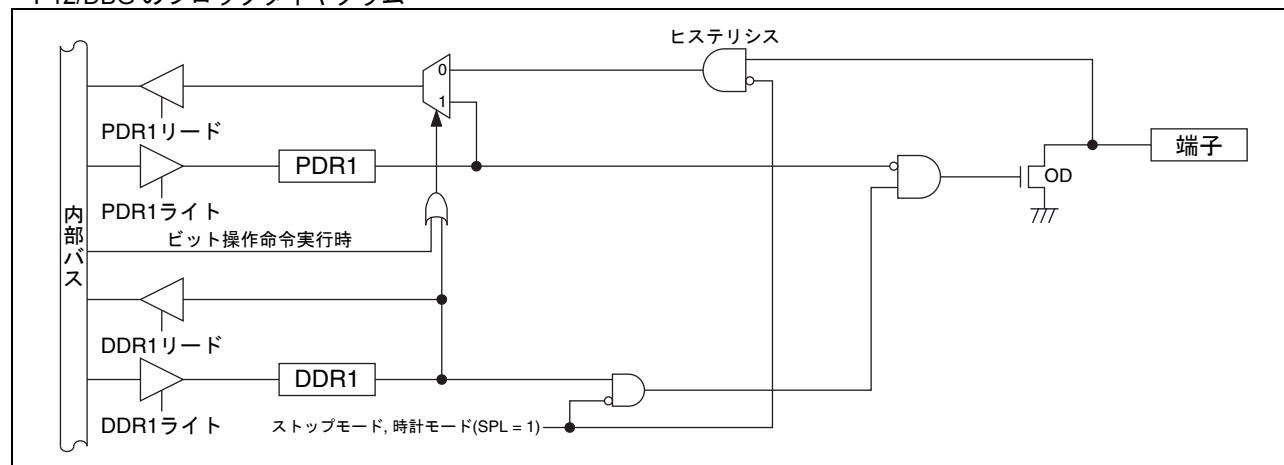 ヒステリシス
0
1
PDR1リード
PDR1
端子
OD
PDR1ライト
ビット操作命令実行時
内部バス
DDR1リード
DDR1
DDR1ライト
ストップモード, 時計モード(SPL = 1)